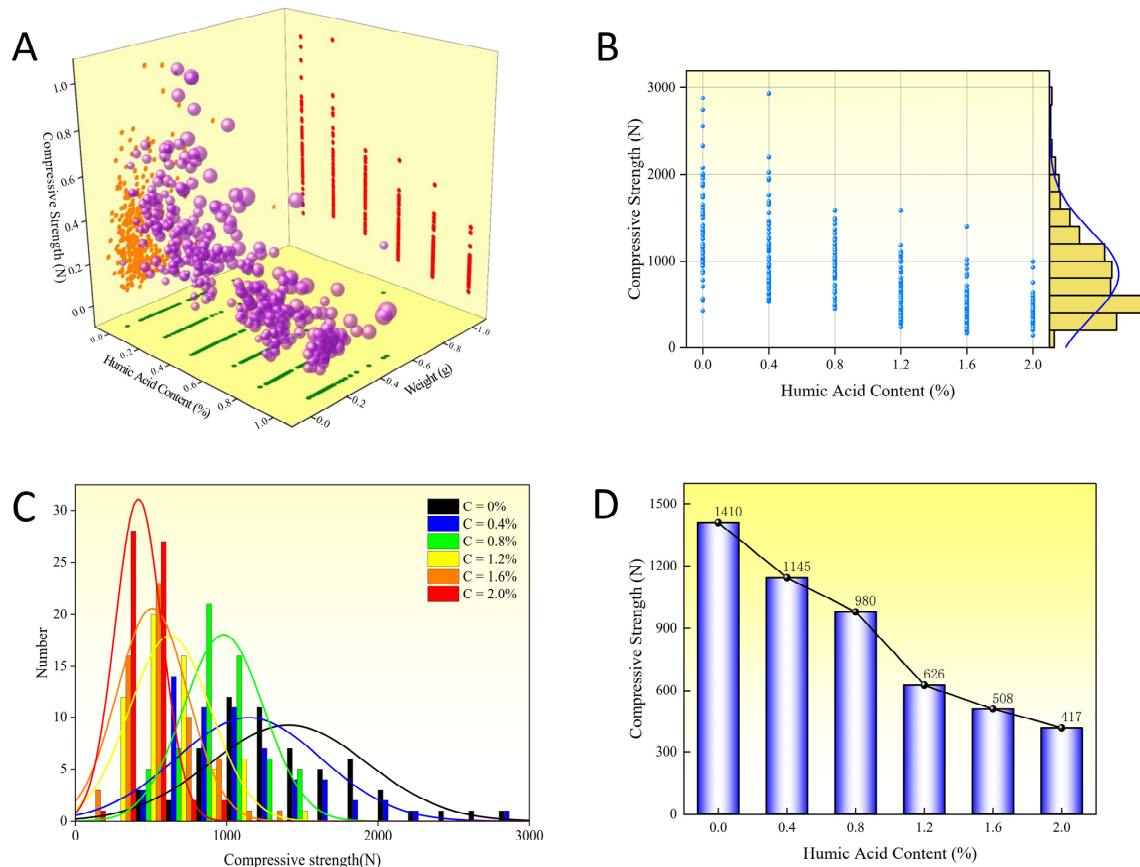 A
Compressive Strength (N)
1.0
0.8
0.6
0.4
0.2
0.0
0.0
0.2
0.4
0.6
0.8
1.0
Humic Acid Content (%)
0.0
0.2
0.4
0.6
0.8
1.0
Weight (g)
B
Compressive Strength (N)
3000
2000
1000
0
0.0 0.4 0.8 1.2 1.6 2.0
Humic Acid Content (%)
C
Number
30
25
20
15
10
5
0
C = 0%
C = 0.4%
C = 0.8%
C = 1.2%
C = 1.6%
C = 2.0%
0 1000 2000 3000
Compressive strength(N)
D
Compressive Strength (N)
1500
1200
900
600
300
0
1410
1145
980
626
508
417
0.0 0.4 0.8 1.2 1.6 2.0
Humic Acid Content (%)